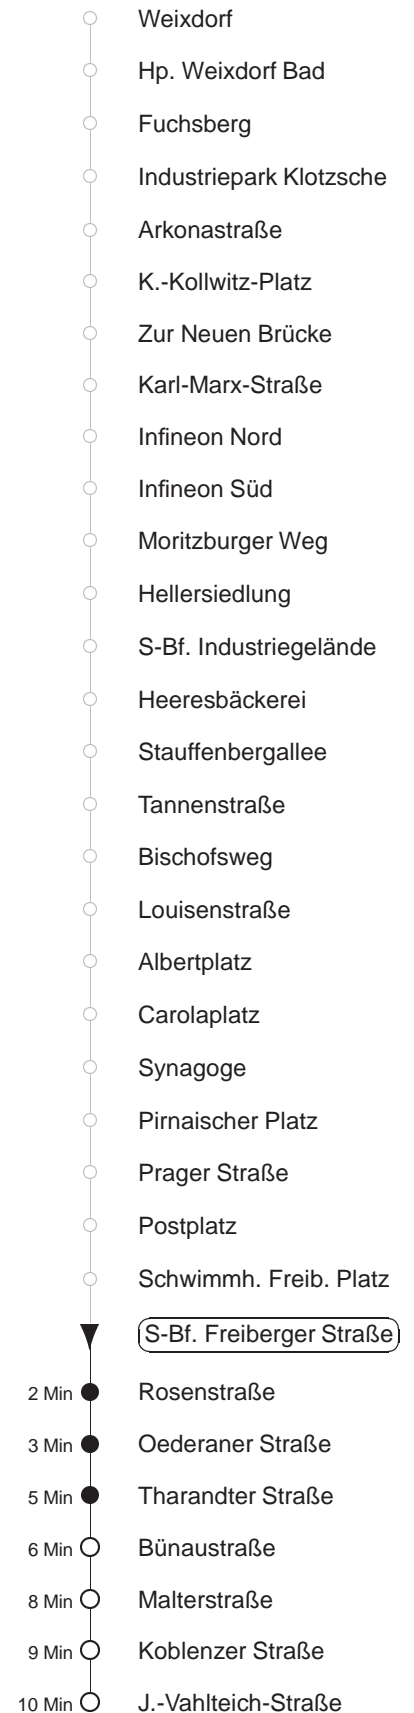 Weixdorf
Hp. Weixdorf Bad
Fuchsberg
Industriepark Klotzsche
Arkonastraße
K.-Kollwitz-Platz
Zur Neuen Brücke
Karl-Marx-Straße
Infineon Nord
Infineon Süd
Moritzburger Weg
Hellersiedlung
S-Bf. Industriegelände
Heeresbäckerei
Stauffenbergallee
Tannenstraße
Bischofsweg
Louisenstraße
Albertplatz
Carolaplatz
Synagoge
Pirnaischer Platz
Prager Straße
Postplatz
Schwimmh. Freib. Platz
S-Bf. Freiberger Straße
2 Min Rosenstraße
3 Min Oederaner Straße
5 Min Tharandter Straße
6 Min Bünaustraße
8 Min Malterstraße
9 Min Koblenzer Straße
10 Min J.-Vahlteich-Straße